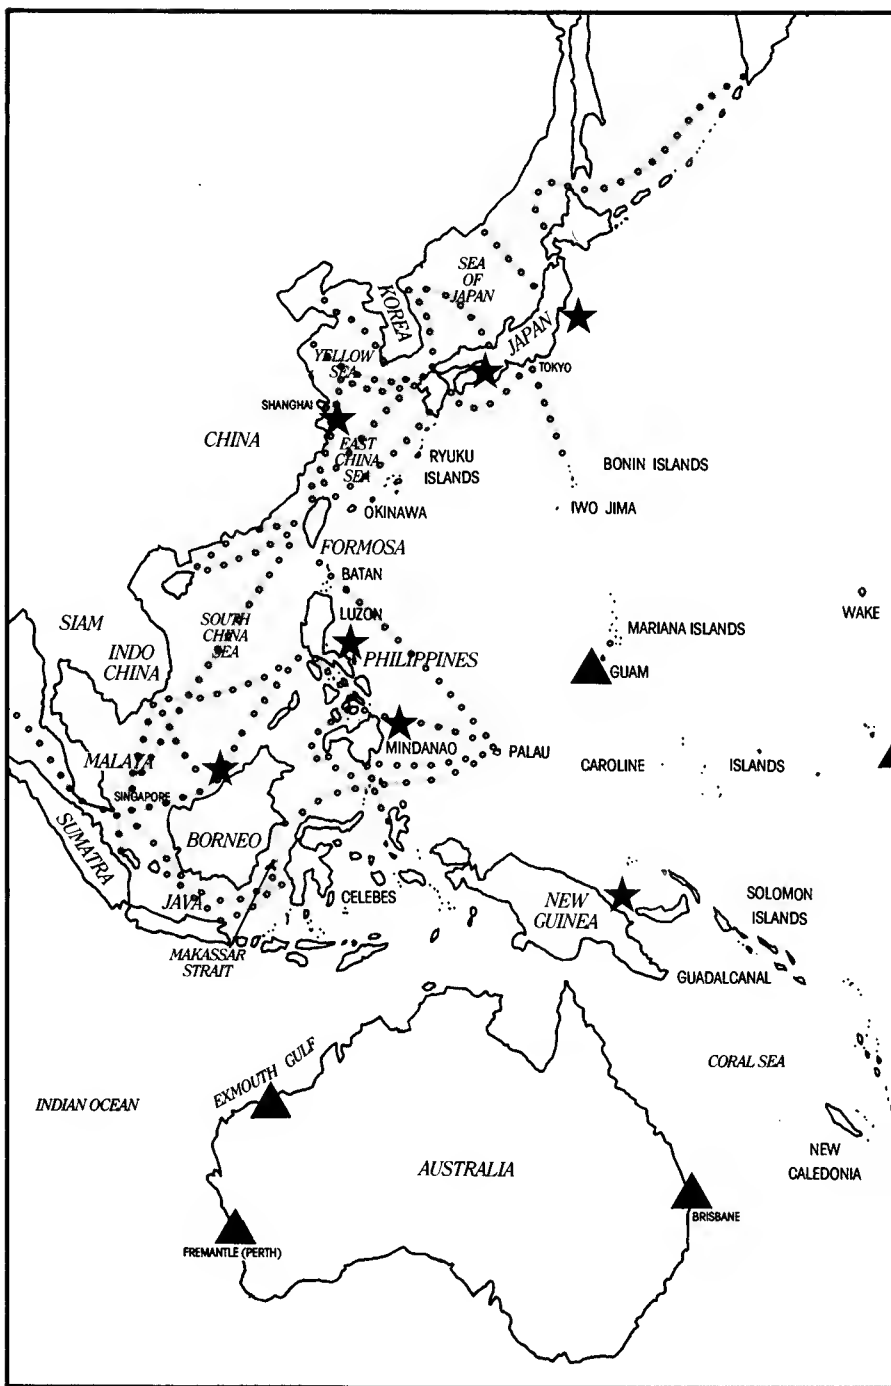 SEA
OF
JAPAN
KOREA
JAPAN
YELLOW
SEA
TOKYO
SHANGHAI
CHINA
EAST
CHINA
SEA
RYUKU
ISLANDS
BONIN ISLANDS
OKINAWA
IWO JIMA
FORMOSA
BATAN
WAKE
SIAM
SOUTH
CHINA
SEA
LUZON
MARIANA ISLANDS
INDO
CHINA
PHILIPPINES
GUAM
MALAYA
MINDANAO
PALAU
CAROLINE ISLANDS
SINGAPORE
SUMATRA
BORNEO
JAVA
CELEBES
NEW
GUINEA
SOLOMON
ISLANDS
MAKASSAR
STRAIT
GUADALCANAL
EXMOUTH GULF
CORAL SEA
INDIAN OCEAN
NEW
CALEDONIA
AUSTRALIA
BRISBANE
FREMANTLE (PERTH)